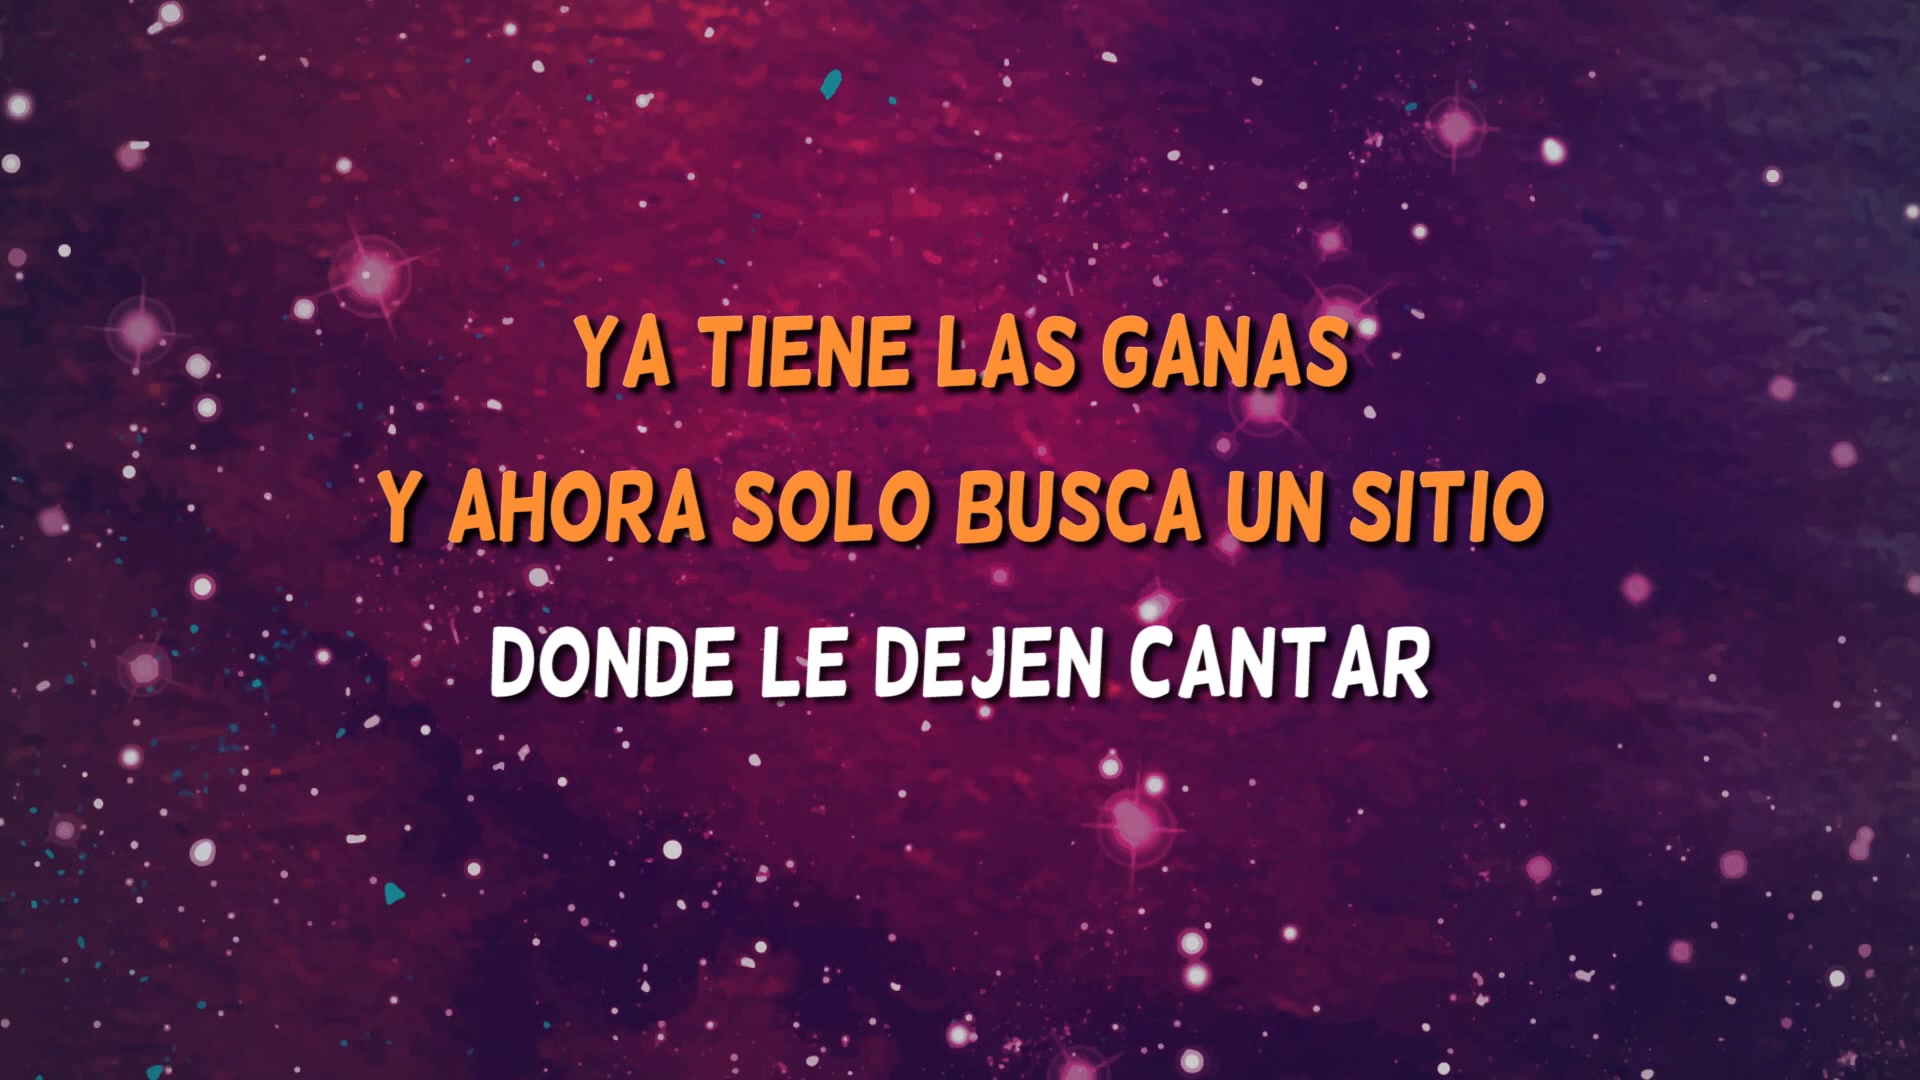 YA TIENE LAS GANAS
Y AHORA SOLO BUSCA UN SITIO
DONDE LE DEJEN CANTAR